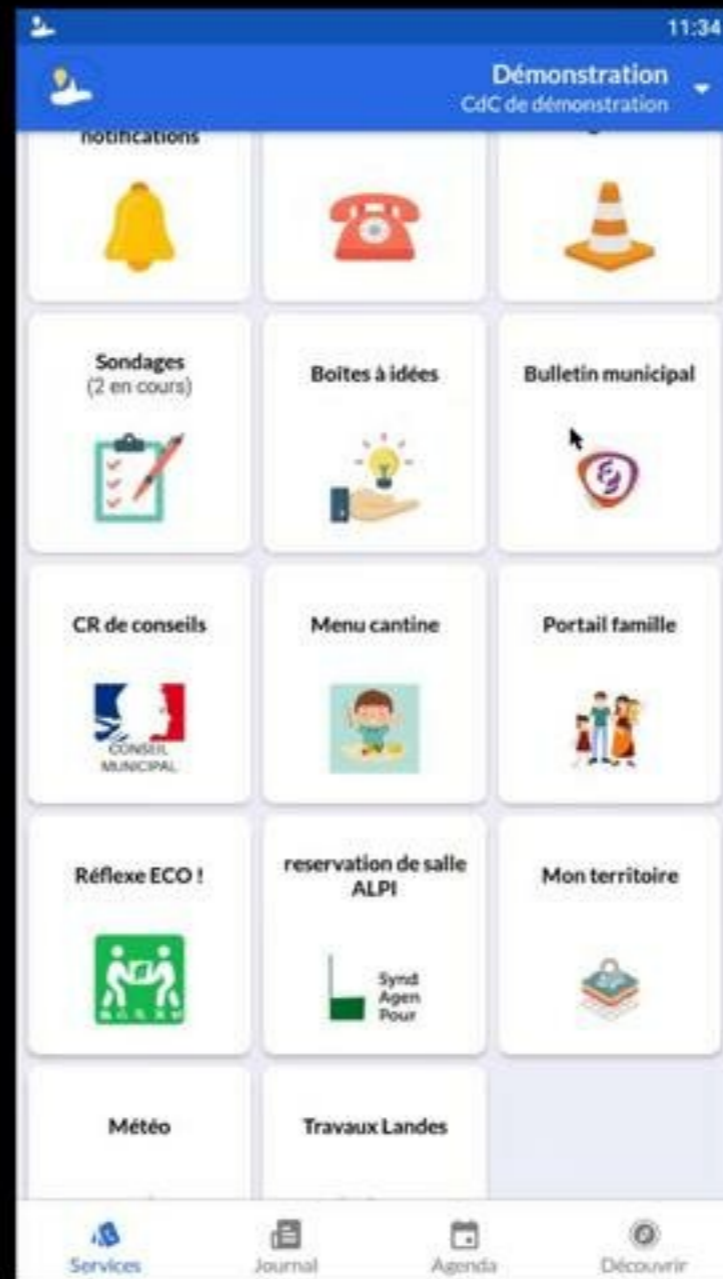 11:34
Démonstration
CdC de démonstration
notifications
Sondages
(2 en cours)
Boîtes à idées
Bulletin municipal
CR de conseils
CONSEIL
MUNICIPAL
Menu cantine
Portail famille
Réflexe ECO !
reservation de salle
ALPI
Synd
Agen
Pour
Mon territoire
Météo
Travaux Landes
Services
Journal
Agenda
Découvrir